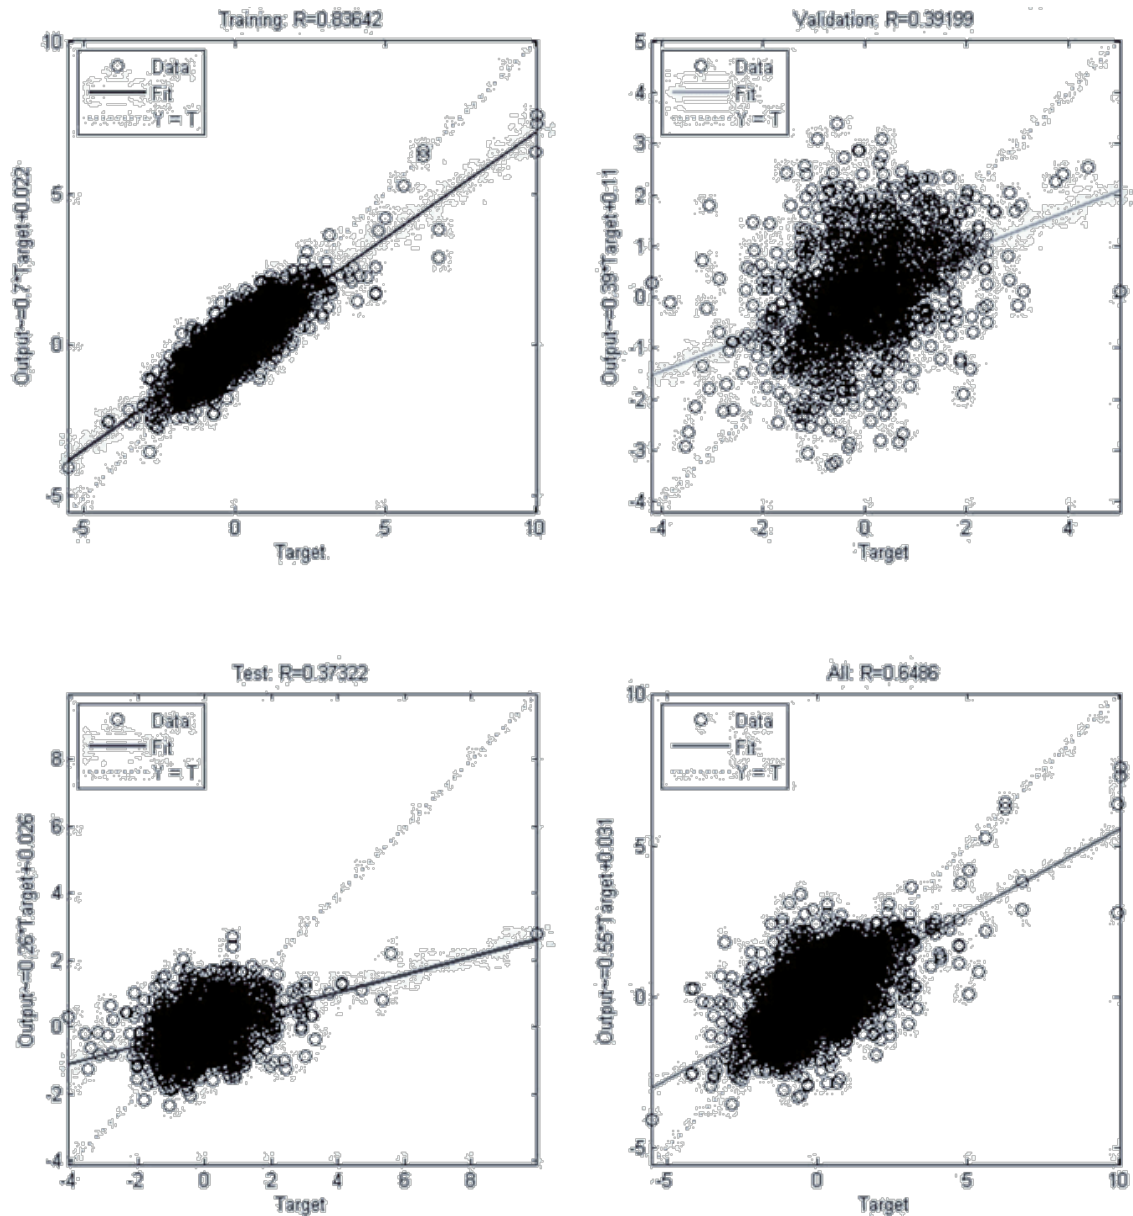 Training: R=0.83642
10
5
0
-5
Data
Fit
Y = T
Output~=0.7*Target+0.022
-5
0
5
10
Target
Validation: R=0.39199
5
4
3
2
1
0
-1
-2
-3
-4
Data
Fit
Y = T
Output~=0.39*Target+0.11
-4
-2
0
2
4
Target
Test: R=0.37322
8
6
4
2
0
-2
-4
Data
Fit
Y = T
Output~=0.26*Target+0.026
-4
-2
0
2
4
6
8
Target
All: R=0.6486
10
5
0
-5
Data
Fit
Y = T
Output~=0.55*Target+0.031
-5
0
5
10
Target